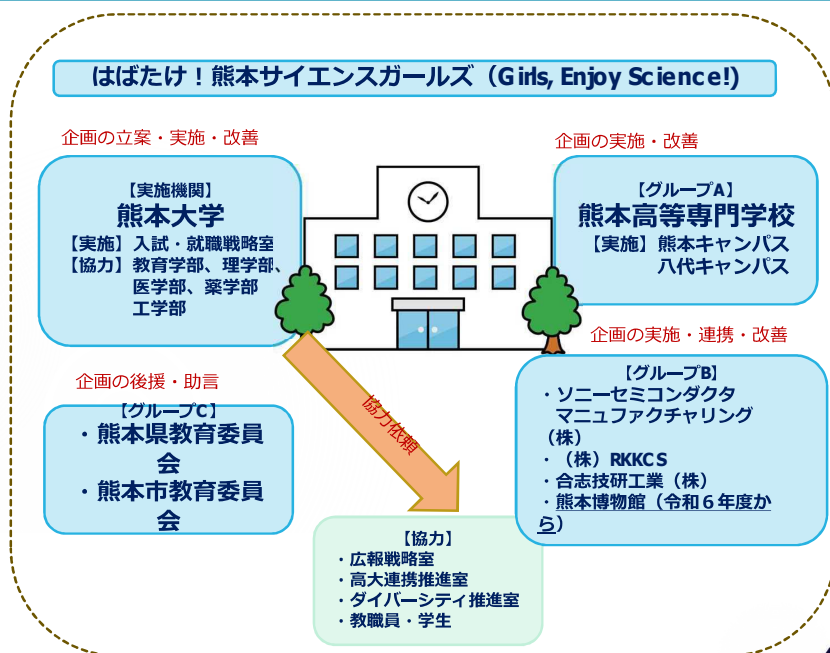 はばたけ！熊本サイエンスガールズ（Girls, Enjoy Science!)
企画の立案・実施・改善
【実施機関】
熊本大学
【実施】入試・就職戦略室
【協力】教育学部、理学部、
医学部、薬学部
工学部
企画の実施・改善
【グループA】
熊本高等専門学校
【実施】熊本キャンパス
八代キャンパス
企画の後援・助言
【グループC】
・熊本県教育委員
会
・熊本市教育委員
会
協力依頼
企画の実施・連携・改善
【グループB】
・ソニーセミコンダクタ
マニュファクチャリング
（株）
・（株）RKKCS
・合志技研工業（株）
・熊本博物館（令和６年度か
ら）
【協力】
・広報戦略室
・高大連携推進室
・ダイバーシティ推進室
・教職員・学生